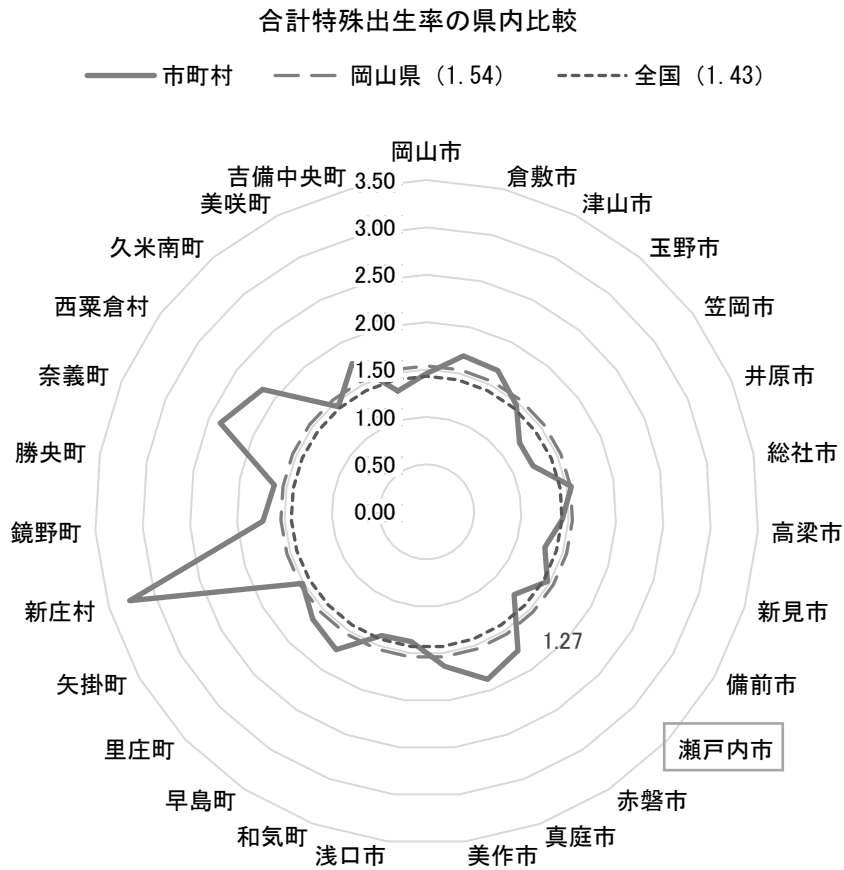 合計特殊出生率の県内比較
市町村
岡山県（1.54）
全国（1.43）
岡山市
倉敷市
津山市
玉野市
笠岡市
井原市
総社市
高梁市
新見市
備前市
瀬戸内市
赤磐市
真庭市
美作市
浅口市
和気町
早島町
里庄町
矢掛町
新庄村
鏡野町
勝央町
奈義町
西粟倉村
久米南町
美咲町
吉備中央町
3.50
3.00
2.50
2.00
1.50
1.00
0.50
0.00
1.27